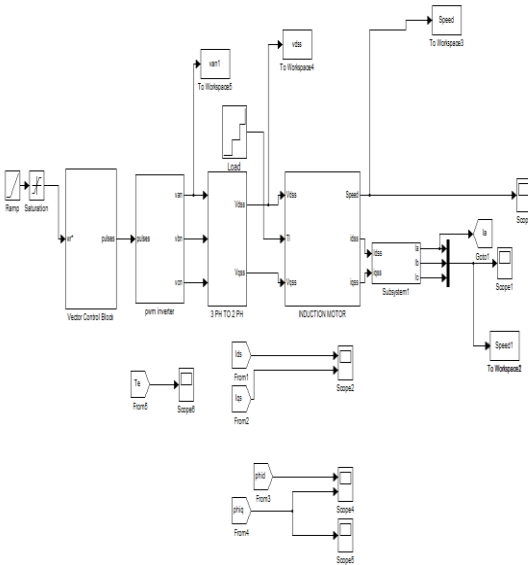 Speed
To Workspace3
vdss
To Workspace4
van1
To Workspace5
Load
Ramp
Saturation
wr*
Vector Control Block
pulses
pulses
van
vbn
vcn
pwm inverter
Vdss
Vqss
3 PH TO 2 PH
Vdss
Tl
Vqss
Speed
idss
iqss
INDUCTION MOTOR
idss
iqss
Ia
Ib
Ic
Subsystem1
Ia
Goto1
Scope1
Scop
Speed1
To Workspace2
Te
From5
Scope6
Ids
From1
Iqs
From2
Scope2
phid
From3
phiq
From4
Scope4
Scope5